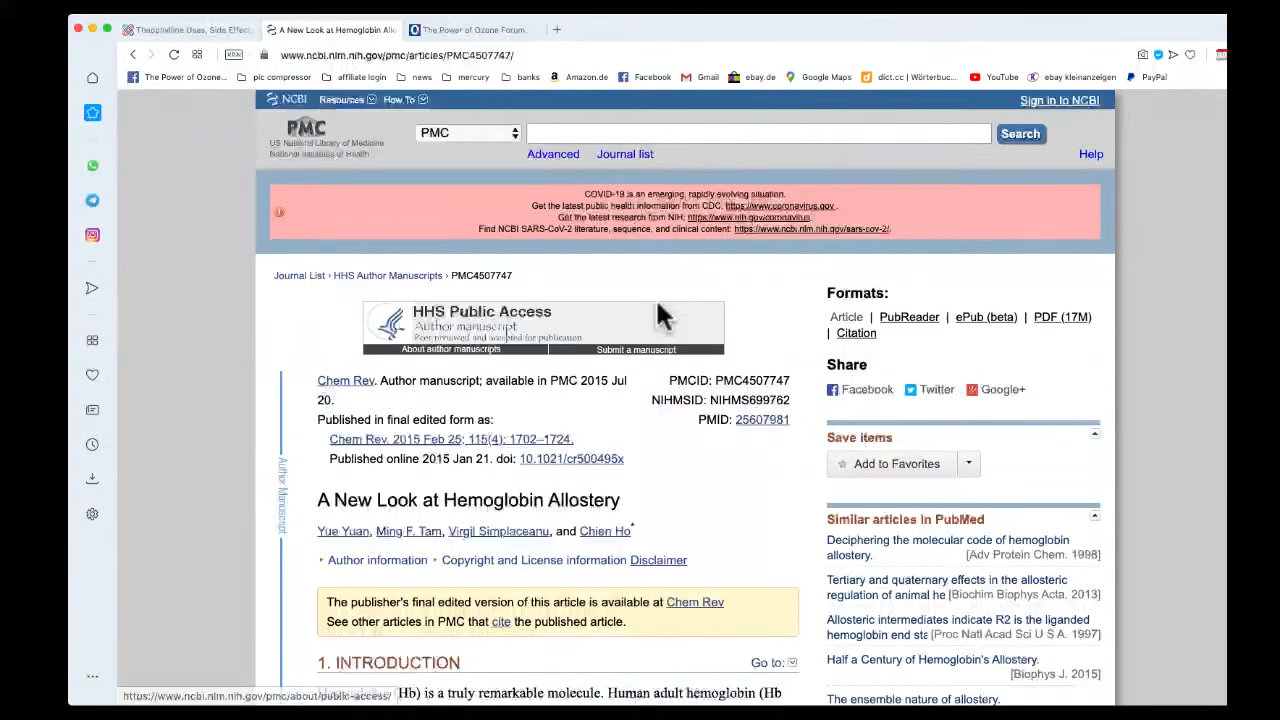 Theophylline Uses, Side Effec
A New Look at Hemoglobin Allo
The Power of Ozone Forum.
www.ncbi.nlm.nih.gov/pmc/articles/PMC4507747/
VPN
The Power of Ozone... pic compressor affiliate login news mercury banks Amazon.de Facebook Gmail ebay.de Google Maps dict.cc Wörterbuc... YouTube ebay kleinanzeigen PayPal
NCBI Resources How To Sign in to NCBI
PMC
US National Library of Medicine
National Institutes of Health
PMC
Search
Advanced Journal list
Help
COVID-19 is an emerging, rapidly evolving situation.
Get the latest public health information from CDC: https://www.coronavirus.gov .
Get the latest research from NIH: https://www.nih.gov/coronavirus.
Find NCBI SARS-CoV-2 literature, sequence, and clinical content: https://www.ncbi.nlm.nih.gov/sars-cov-2/.
Journal List › HHS Author Manuscripts › PMC4507747
HHS Public Access
Author manuscript
Peer-reviewed and accepted for publication
About author manuscripts Submit a manuscript
Author Manuscript
Chem Rev. Author manuscript; available in PMC 2015 Jul
20.
Published in final edited form as:
Chem Rev. 2015 Feb 25; 115(4): 1702–1724.
Published online 2015 Jan 21. doi: 10.1021/cr500495x
PMCID: PMC4507747
NIHMSID: NIHMS699762
PMID: 25607981
A New Look at Hemoglobin Allostery
Yue Yuan, Ming F. Tam, Virgil Simplaceanu, and Chien Ho*
Author information Copyright and License information Disclaimer
The publisher's final edited version of this article is available at Chem Rev
See other articles in PMC that cite the published article.
1. INTRODUCTION
Go to:
(Hb) is a truly remarkable molecule. Human adult hemoglobin (Hb
Formats:
Article | PubReader | ePub (beta) | PDF (17M)
| Citation
Share
Facebook Twitter Google+
Save items
Add to Favorites
Similar articles in PubMed
Deciphering the molecular code of hemoglobin
allostery. [Adv Protein Chem. 1998]
Tertiary and quaternary effects in the allosteric
regulation of animal he [Biochim Biophys Acta. 2013]
Allosteric intermediates indicate R2 is the liganded
hemoglobin end sta [Proc Natl Acad Sci U S A. 1997]
Half a Century of Hemoglobin's Allostery.
[Biophys J. 2015]
The ensemble nature of allostery.
https://www.ncbi.nlm.nih.gov/pmc/about/public-access/